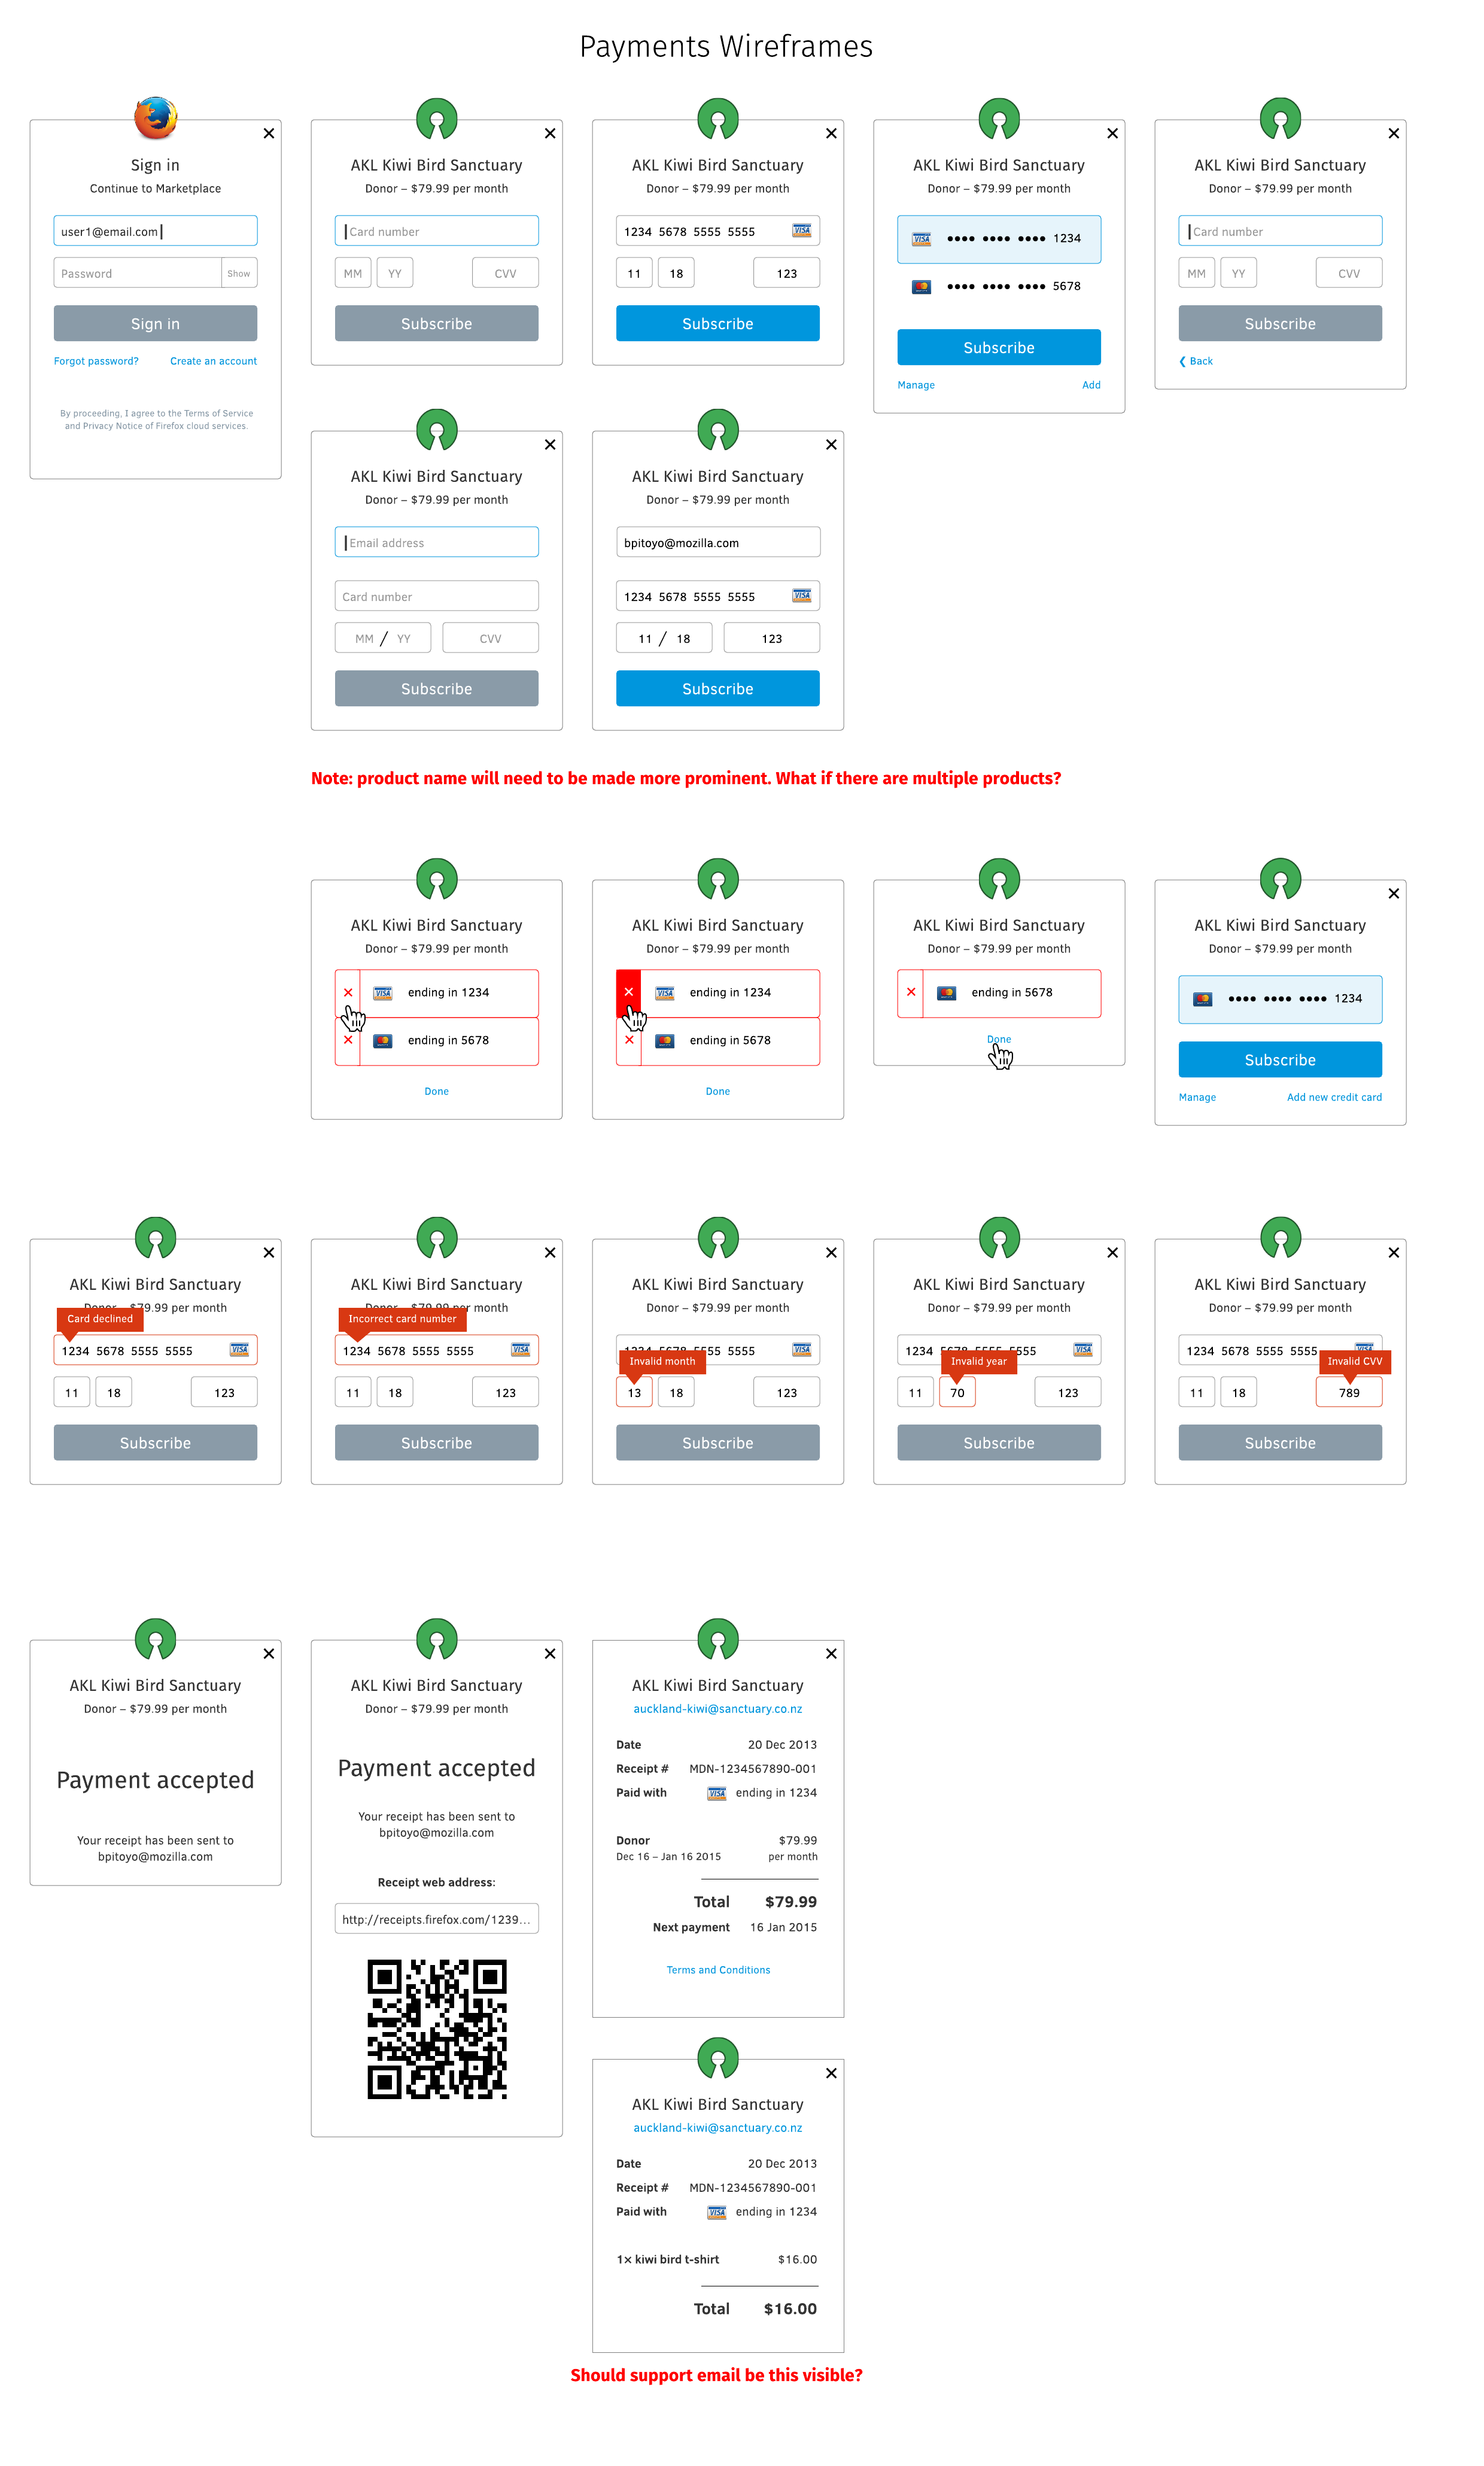 Payments Wireframes
Sign in
Continue to Marketplace
user1@email.com
Password
Show
Sign in
Forgot password?
Create an account
By proceeding, I agree to the Terms of Service
and Privacy Notice of Firefox cloud services.
AKL Kiwi Bird Sanctuary
Donor – $79.99 per month
Card number
MM
YY
CVV
Subscribe
AKL Kiwi Bird Sanctuary
Donor – $79.99 per month
1234 5678 5555 5555
VISA
11
18
123
Subscribe
AKL Kiwi Bird Sanctuary
Donor – $79.99 per month
VISA
•••• •••• •••• 1234
•••• •••• •••• 5678
Subscribe
Manage
Add
AKL Kiwi Bird Sanctuary
Donor – $79.99 per month
Card number
MM
YY
CVV
Subscribe
❮ Back
AKL Kiwi Bird Sanctuary
Donor – $79.99 per month
Email address
Card number
MM / YY
CVV
Subscribe
AKL Kiwi Bird Sanctuary
Donor – $79.99 per month
bpitoyo@mozilla.com
1234 5678 5555 5555
VISA
11 / 18
123
Subscribe
Note: product name will need to be made more prominent. What if there are multiple products?
AKL Kiwi Bird Sanctuary
Donor – $79.99 per month
VISA
ending in 1234
ending in 5678
Done
AKL Kiwi Bird Sanctuary
Donor – $79.99 per month
VISA
ending in 1234
ending in 5678
Done
AKL Kiwi Bird Sanctuary
Donor – $79.99 per month
ending in 5678
Done
AKL Kiwi Bird Sanctuary
Donor – $79.99 per month
•••• •••• •••• 1234
Subscribe
Manage
Add new credit card
AKL Kiwi Bird Sanctuary
Donor – $79.99 per month
Card declined
1234 5678 5555 5555
VISA
11
18
123
Subscribe
AKL Kiwi Bird Sanctuary
Donor – $79.99 per month
Incorrect card number
1234 5678 5555 5555
VISA
11
18
123
Subscribe
AKL Kiwi Bird Sanctuary
Donor – $79.99 per month
1234 5678 5555 5555
VISA
Invalid month
13
18
123
Subscribe
AKL Kiwi Bird Sanctuary
Donor – $79.99 per month
1234 5678 5555 5555
VISA
Invalid year
11
70
123
Subscribe
AKL Kiwi Bird Sanctuary
Donor – $79.99 per month
1234 5678 5555 5555
VISA
Invalid CVV
11
18
789
Subscribe
AKL Kiwi Bird Sanctuary
Donor – $79.99 per month
Payment accepted
Your receipt has been sent to
bpitoyo@mozilla.com
AKL Kiwi Bird Sanctuary
Donor – $79.99 per month
Payment accepted
Your receipt has been sent to
bpitoyo@mozilla.com
Receipt web address:
http://receipts.firefox.com/1239...
AKL Kiwi Bird Sanctuary
auckland-kiwi@sanctuary.co.nz
Date 20 Dec 2013
Receipt # MDN-1234567890-001
Paid with VISA ending in 1234
Donor $79.99
Dec 16 – Jan 16 2015 per month
Total $79.99
Next payment 16 Jan 2015
Terms and Conditions
AKL Kiwi Bird Sanctuary
auckland-kiwi@sanctuary.co.nz
Date 20 Dec 2013
Receipt # MDN-1234567890-001
Paid with VISA ending in 1234
1× kiwi bird t-shirt $16.00
Total $16.00
Should support email be this visible?